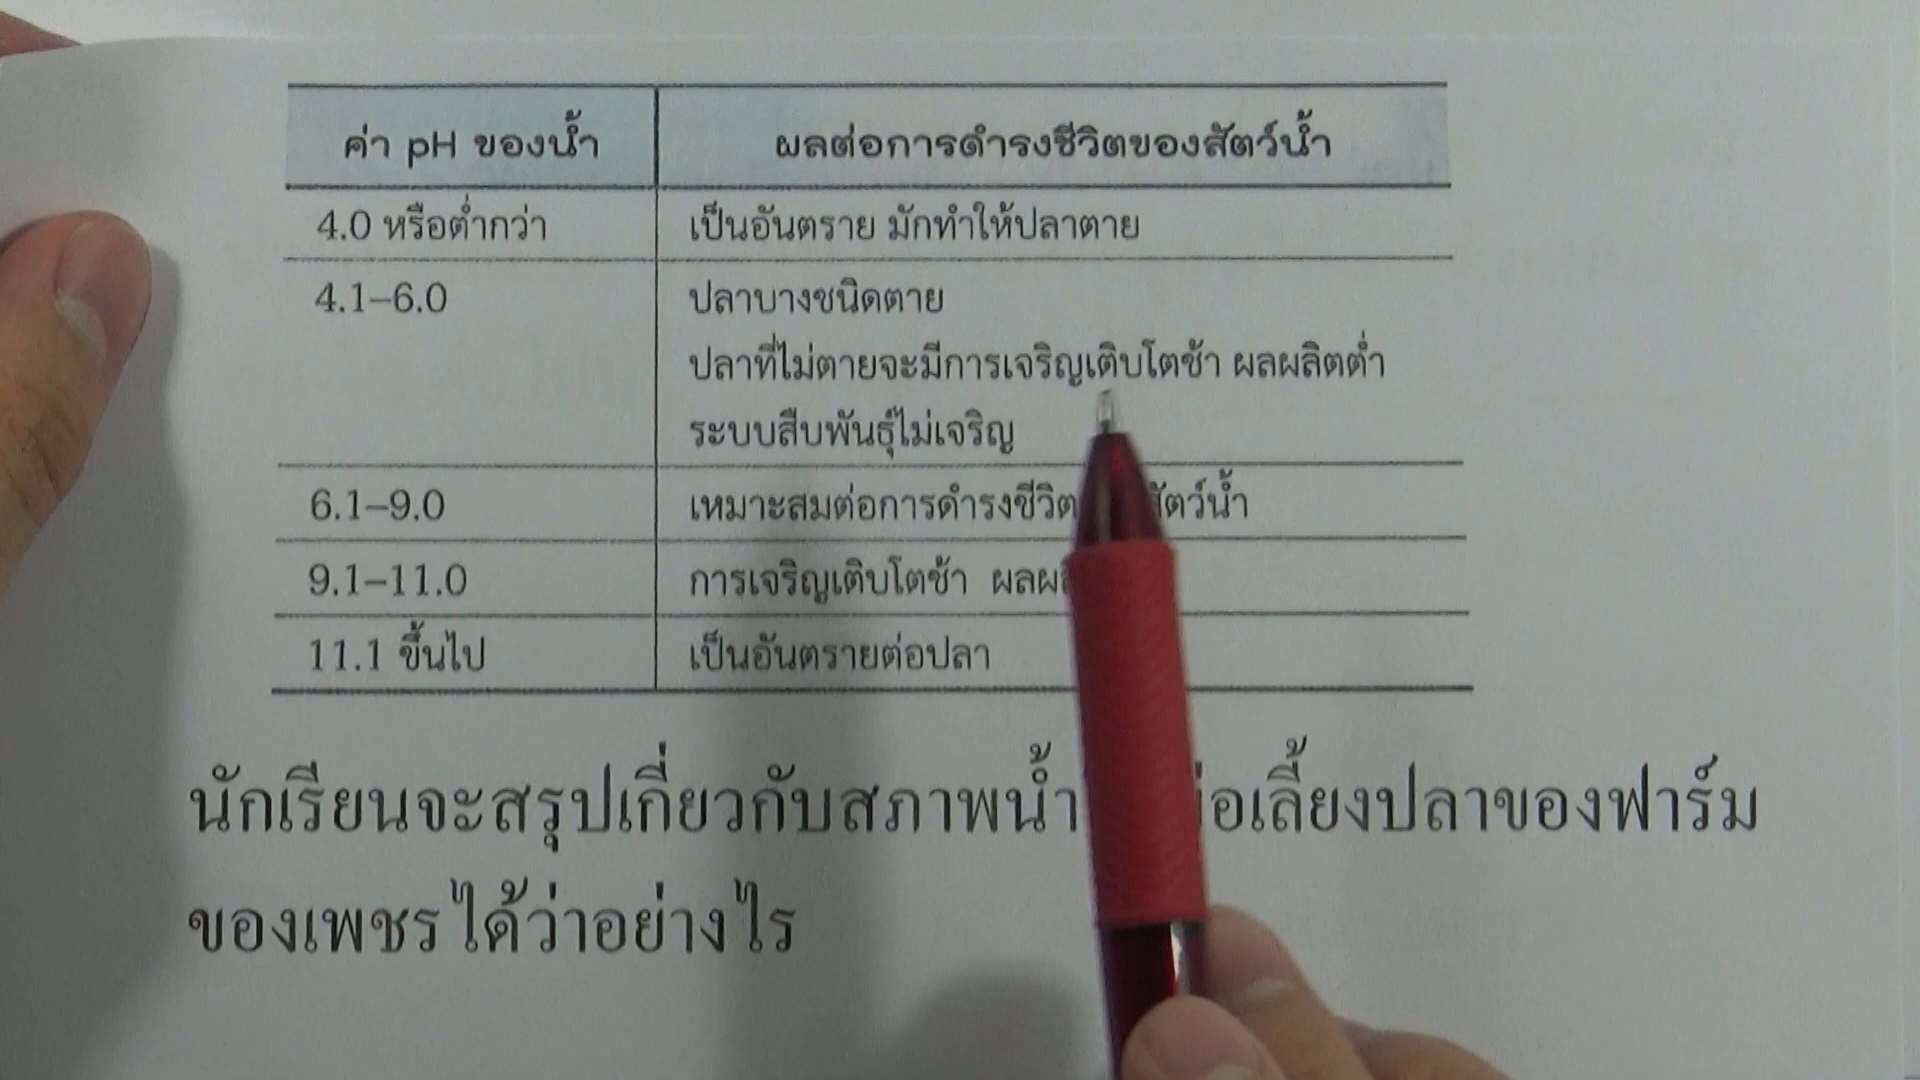 ค่า pH ของน้ำ ผลต่อการดำรงชีวิตของสัตว์น้ำ
4.0 หรือต่ำกว่า เป็นอันตราย มักทำให้ปลาตาย
4.1–6.0 ปลาบางชนิดตาย
ปลาที่ไม่ตายจะมีการเจริญเติบโตช้า ผลผลิตต่ำ
ระบบสืบพันธุ์ไม่เจริญ
6.1–9.0 เหมาะสมต่อการดำรงชีวิต สัตว์น้ำ
9.1–11.0 การเจริญเติบโตช้า
11.1 ขึ้นไป เป็นอันตรายต่อปลา
นักเรียนจะสรุปเกี่ยวกับสภาพน้ำ เลี้ยงปลาของฟาร์ม
ของเพชรได้ว่าอย่างไร